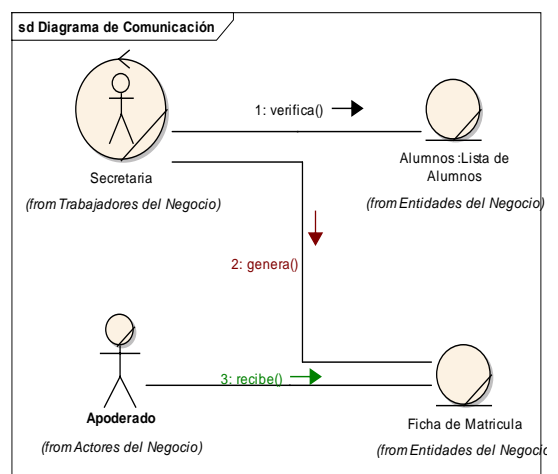 sd Diagrama de Comunicación
1: verifica()
Secretaria
(from Trabajadores del Negocio)
Alumnos :Lista de
Alumnos
(from Entidades del Negocio)
2: genera()
3: recibe()
Apoderado
(from Actores del Negocio)
Ficha de Matricula
(from Entidades del Negocio